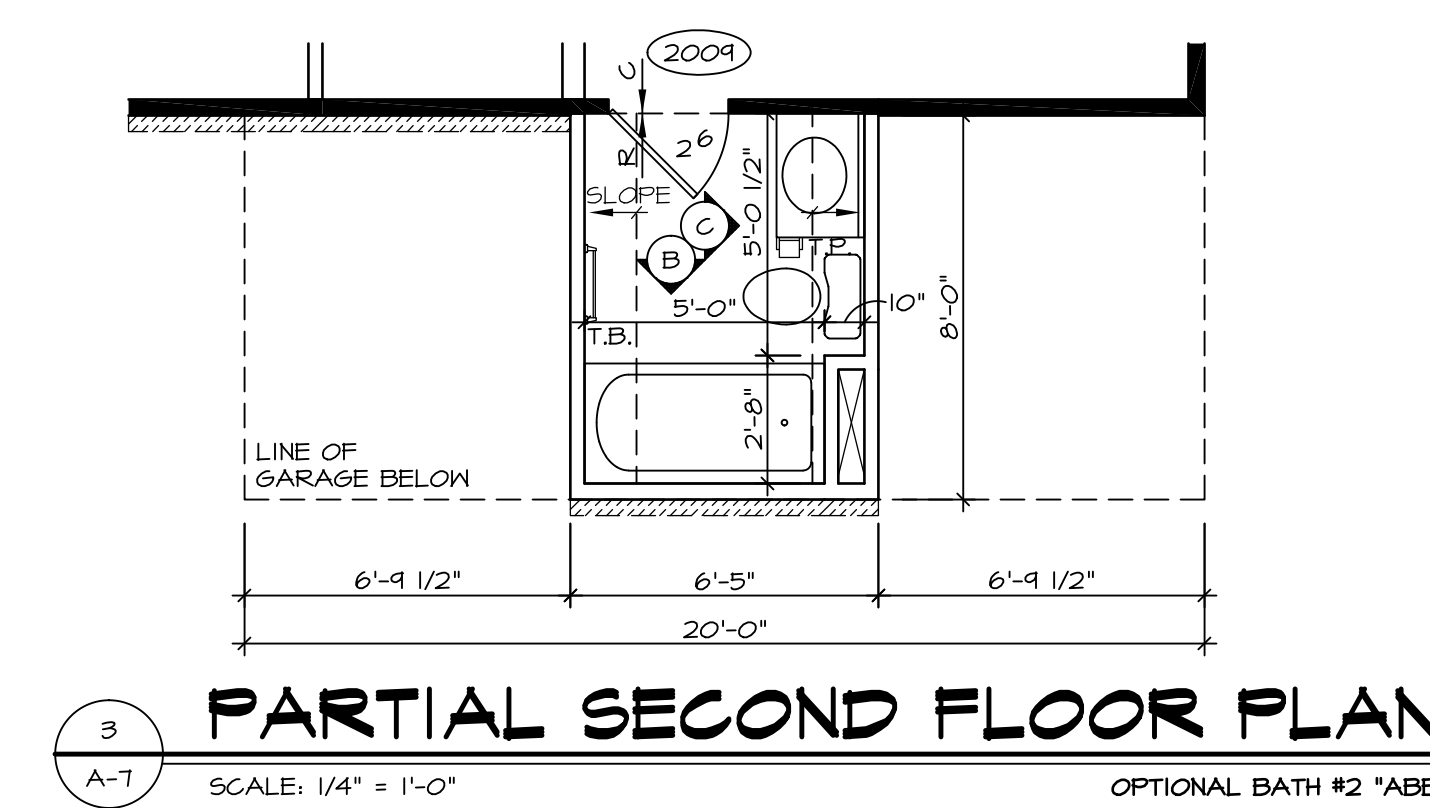 2009
C
R
2⁶
SLOPE
5'-0 1/2"
C
B
T.P.
5'-0"
10"
8'-0"
T.B.
2'-8"
LINE OF
GARAGE BELOW
6'-9 1/2"
6'-5"
6'-9 1/2"
20'-0"
3
PARTIAL SECOND FLOOR PLAN
A-7
SCALE: 1/4" = 1'-0"
OPTIONAL BATH #2 "ABE